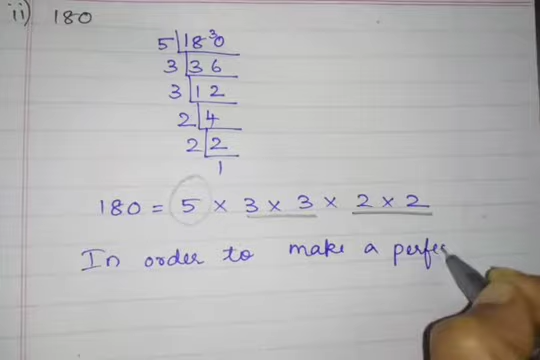 ii) 180
5 | 18³0
3 | 36
3 | 12
2 | 4
2 | 2
1
180 = 5 × 3 × 3 × 2 × 2
In order to make a perfe